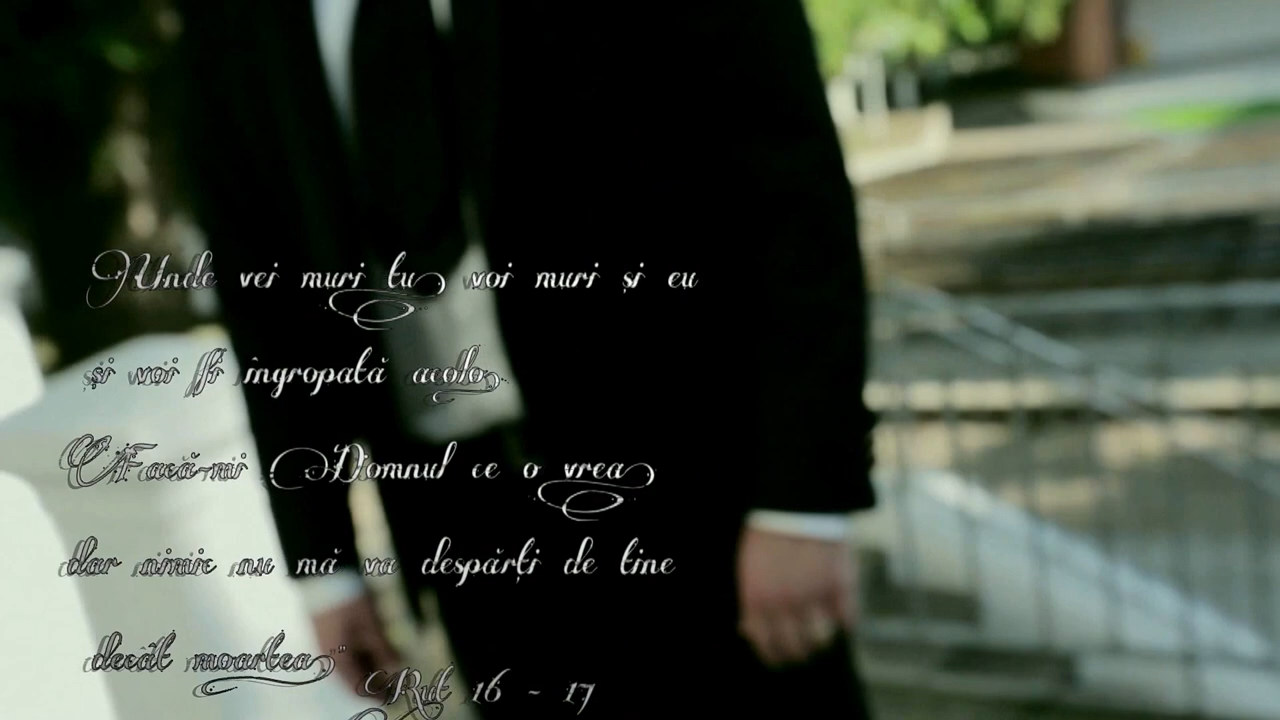 Unde vei muri tu, voi muri și eu
și voi fi îngropată acolo.
Facă-mi Domnul ce o vrea,
dar nimic nu mă va despărți de tine
decât moartea."
Rut 16 - 17